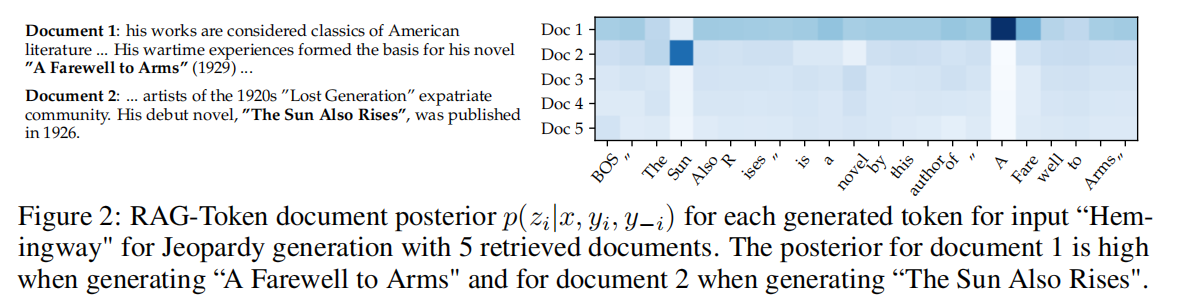 Document 1: his works are considered classics of American
literature ... His wartime experiences formed the basis for his novel
”A Farewell to Arms” (1929) ...
Document 2: ... artists of the 1920s ”Lost Generation” expatriate
community. His debut novel, ”The Sun Also Rises”, was published
in 1926.
Doc 1
Doc 2
Doc 3
Doc 4
Doc 5
BOS ” The Sun Also R ises ” is a novel by this author of ” A Fare well to Arms ”
Figure 2: RAG-Token document posterior p(zᵢ|x, yᵢ, y₋ᵢ) for each generated token for input “Hem-
ingway" for Jeopardy generation with 5 retrieved documents. The posterior for document 1 is high
when generating “A Farewell to Arms" and for document 2 when generating “The Sun Also Rises".